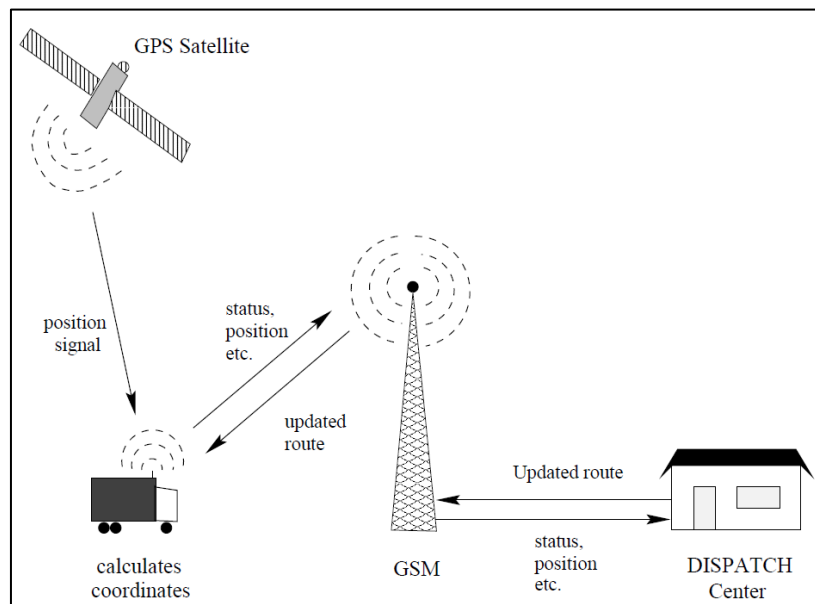 GPS Satellite
position
signal
status,
position
etc.
updated
route
Updated route
status,
position
etc.
calculates
coordinates
GSM
DISPATCH
Center